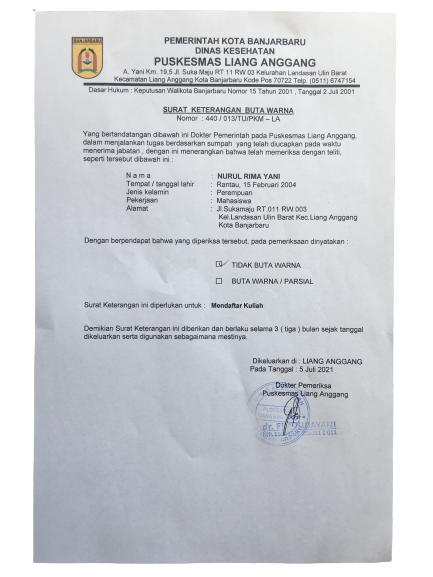 BANJARBARU
PEMERINTAH KOTA BANJARBARU
DINAS KESEHATAN
PUSKESMAS LIANG ANGGANG
A. Yani Km. 19,5 Jl. Suka Maju RT 11 RW 03 Kelurahan Landasan Ulin Barat
Kecamatan Liang Anggang Kota Banjarbaru Kode Pos 70722 Telp. (0511) 6747154
Dasar Hukum : Keputusan Walikota Banjarbaru Nomor 15 Tahun 2001 , Tanggal 2 Juli 2001
SURAT KETERANGAN BUTA WARNA
Nomor : 440 / 013/TU/PKM – LA
Yang bertandatangan dibawah ini Dokter Pemerintah pada Puskesmas Liang Anggang,
dalam menjalankan tugas berdasarkan sumpah yang telah diucapkan pada waktu
menerima jabatan , dengan ini menerangkan bahwa telah memeriksa dengan teliti,
seperti tersebut dibawah ini :
N a m a : NURUL RIMA YANI
Tempat / tanggal lahir : Rantau, 15 Februari 2004
Jenis kelamin : Perempuan
Pekerjaan : Mahasiswa
Alamat : Jl.Sukamaju RT.011 RW.003
Kel.Landasan Ulin Barat Kec.Liang Anggang
Kota Banjarbaru
Dengan berpendapat bahwa yang diperiksa tersebut, pada pemeriksaan dinyatakan :
TIDAK BUTA WARNA
BUTA WARNA / PARSIAL
Surat Keterangan ini diperlukan untuk : Mendaftar Kuliah
Demikian Surat Keterangan ini diberikan dan berlaku selama 3 ( tiga ) bulan sejak tanggal
dikeluarkan serta digunakan sebagaimana mestinya.
Dikeluarkan di : LIANG ANGGANG
Pada Tanggal : 5 Juli 2021
Dokter Pemeriksa
Puskesmas Liang Anggang
dr.